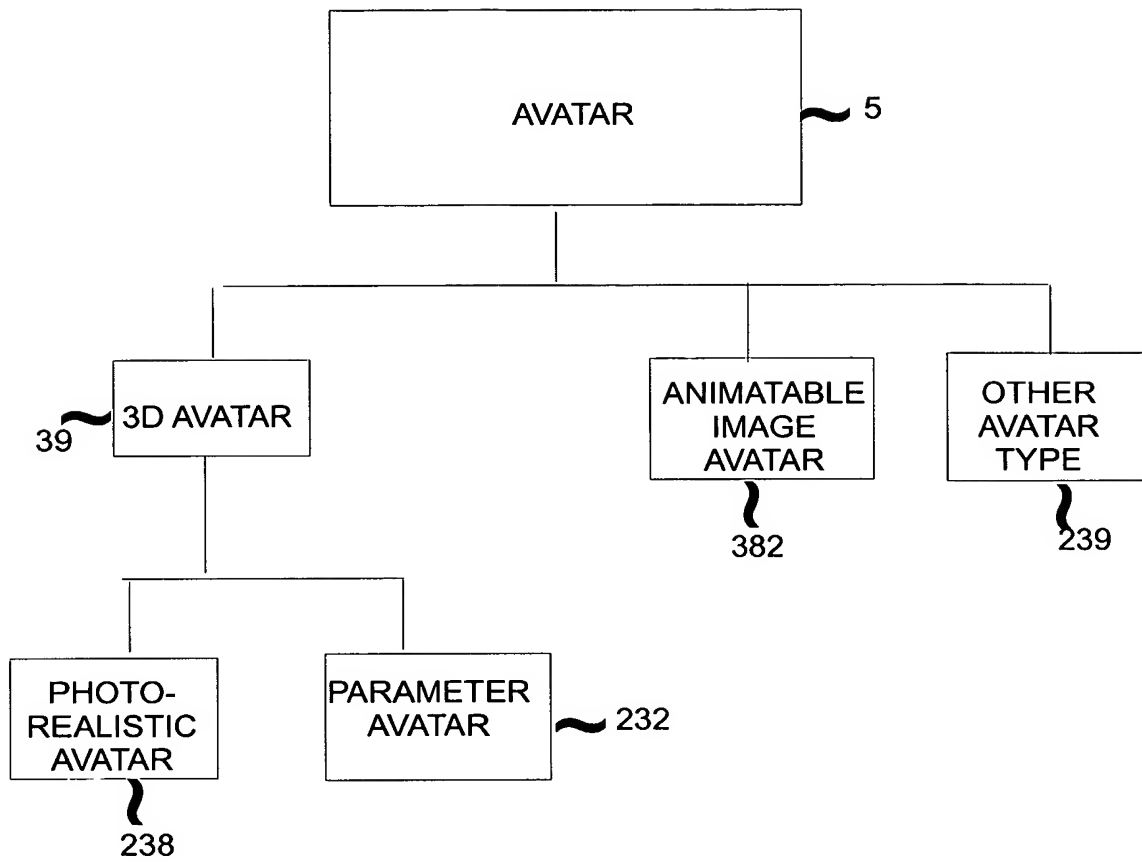 AVATAR
5
3D AVATAR
39
ANIMATABLE
IMAGE
AVATAR
382
OTHER
AVATAR
TYPE
239
PHOTO-
REALISTIC
AVATAR
238
PARAMETER
AVATAR
232